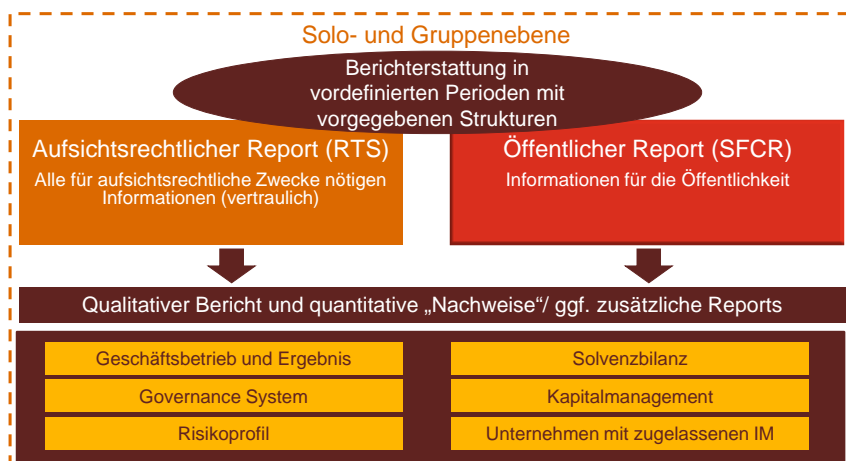 Solo- und Gruppenebene
Berichterstattung in
vordefinierten Perioden mit
vorgegebenen Strukturen
Aufsichtsrechtlicher Report (RTS)
Alle für aufsichtsrechtliche Zwecke nötigen
Informationen (vertraulich)
Öffentlicher Report (SFCR)
Informationen für die Öffentlichkeit
Qualitativer Bericht und quantitative „Nachweise“/ ggf. zusätzliche Reports
Geschäftsbetrieb und Ergebnis
Solvenzbilanz
Governance System
Kapitalmanagement
Risikoprofil
Unternehmen mit zugelassenen IM